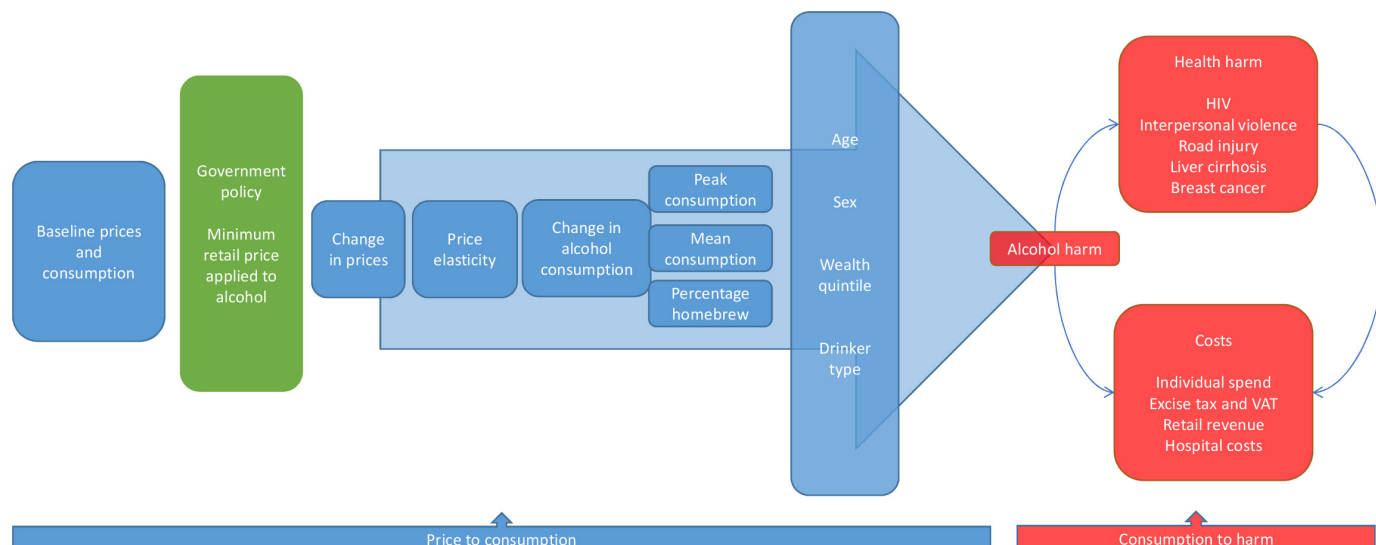 Baseline prices
and
consumption
Government
policy
Minimum
retail price
applied to
alcohol
Change
in prices
Price
elasticity
Change in
alcohol
consumption
Peak
consumption
Mean
consumption
Percentage
homebrew
Age
Sex
Wealth
quintile
Drinker
type
Alcohol harm
Health harm
HIV
Interpersonal violence
Road injury
Liver cirrhosis
Breast cancer
Costs
Individual spend
Excise tax and VAT
Retail revenue
Hospital costs
Price to consumption
Consumption to harm